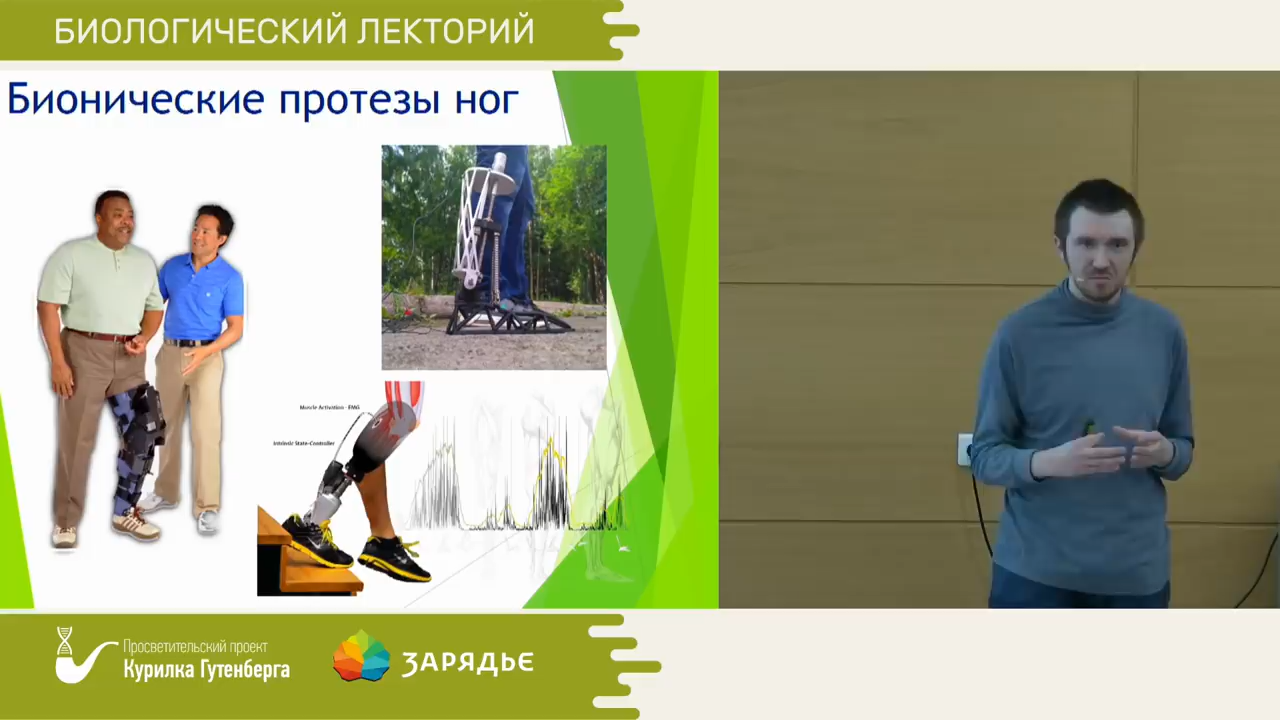 БИОЛОГИЧЕСКИЙ ЛЕКТОРИЙ
Бионические протезы ног
Muscle Activation - EMG
Intrinsic State-Controller
Просветительский проект
Курилка Гутенберга
ЗАРЯДЬЕ